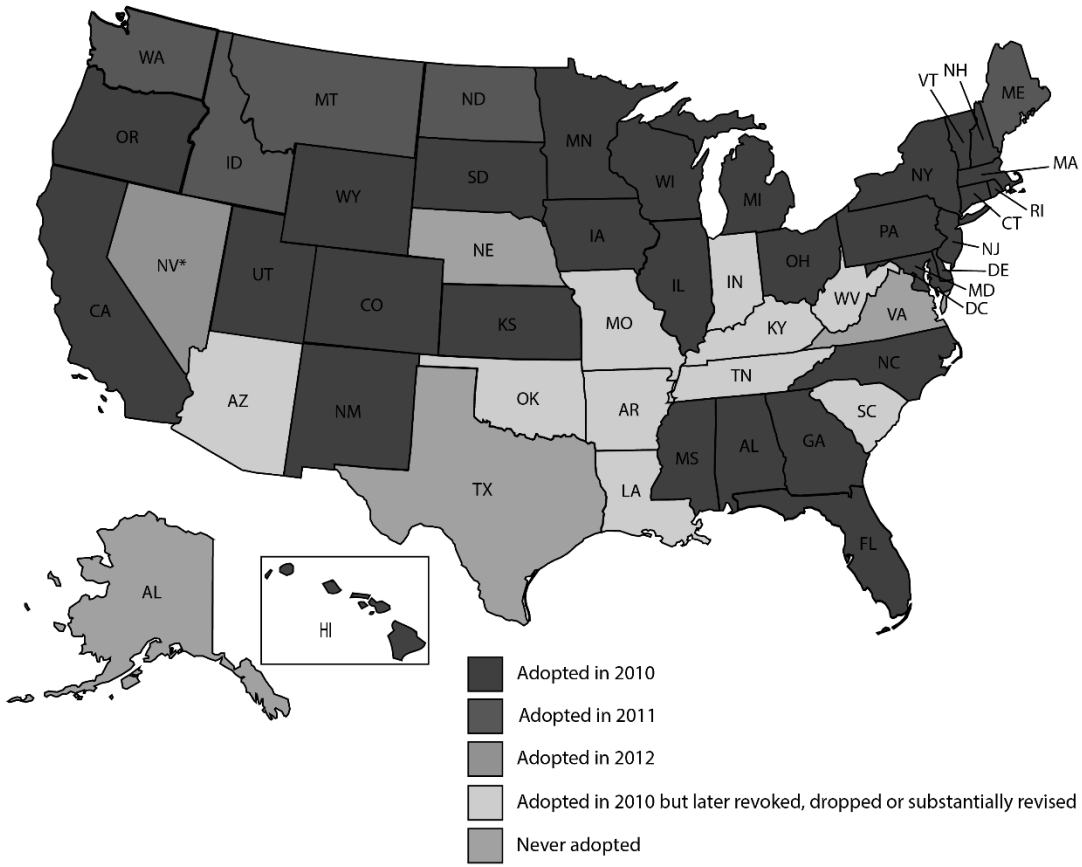 WA
MT
ND
MN
OR
ID
WY
SD
WI
MI
NY
VT
NH
ME
MA
RI
CT
NJ
DE
MD
DC
NV*
UT
CO
NE
IA
IL
IN
OH
PA
CA
KS
MO
KY
WV
VA
AZ
NM
OK
AR
TN
NC
SC
TX
LA
MS
AL
GA
FL
AL
HI
Adopted in 2010
Adopted in 2011
Adopted in 2012
Adopted in 2010 but later revoked, dropped or substantially revised
Never adopted